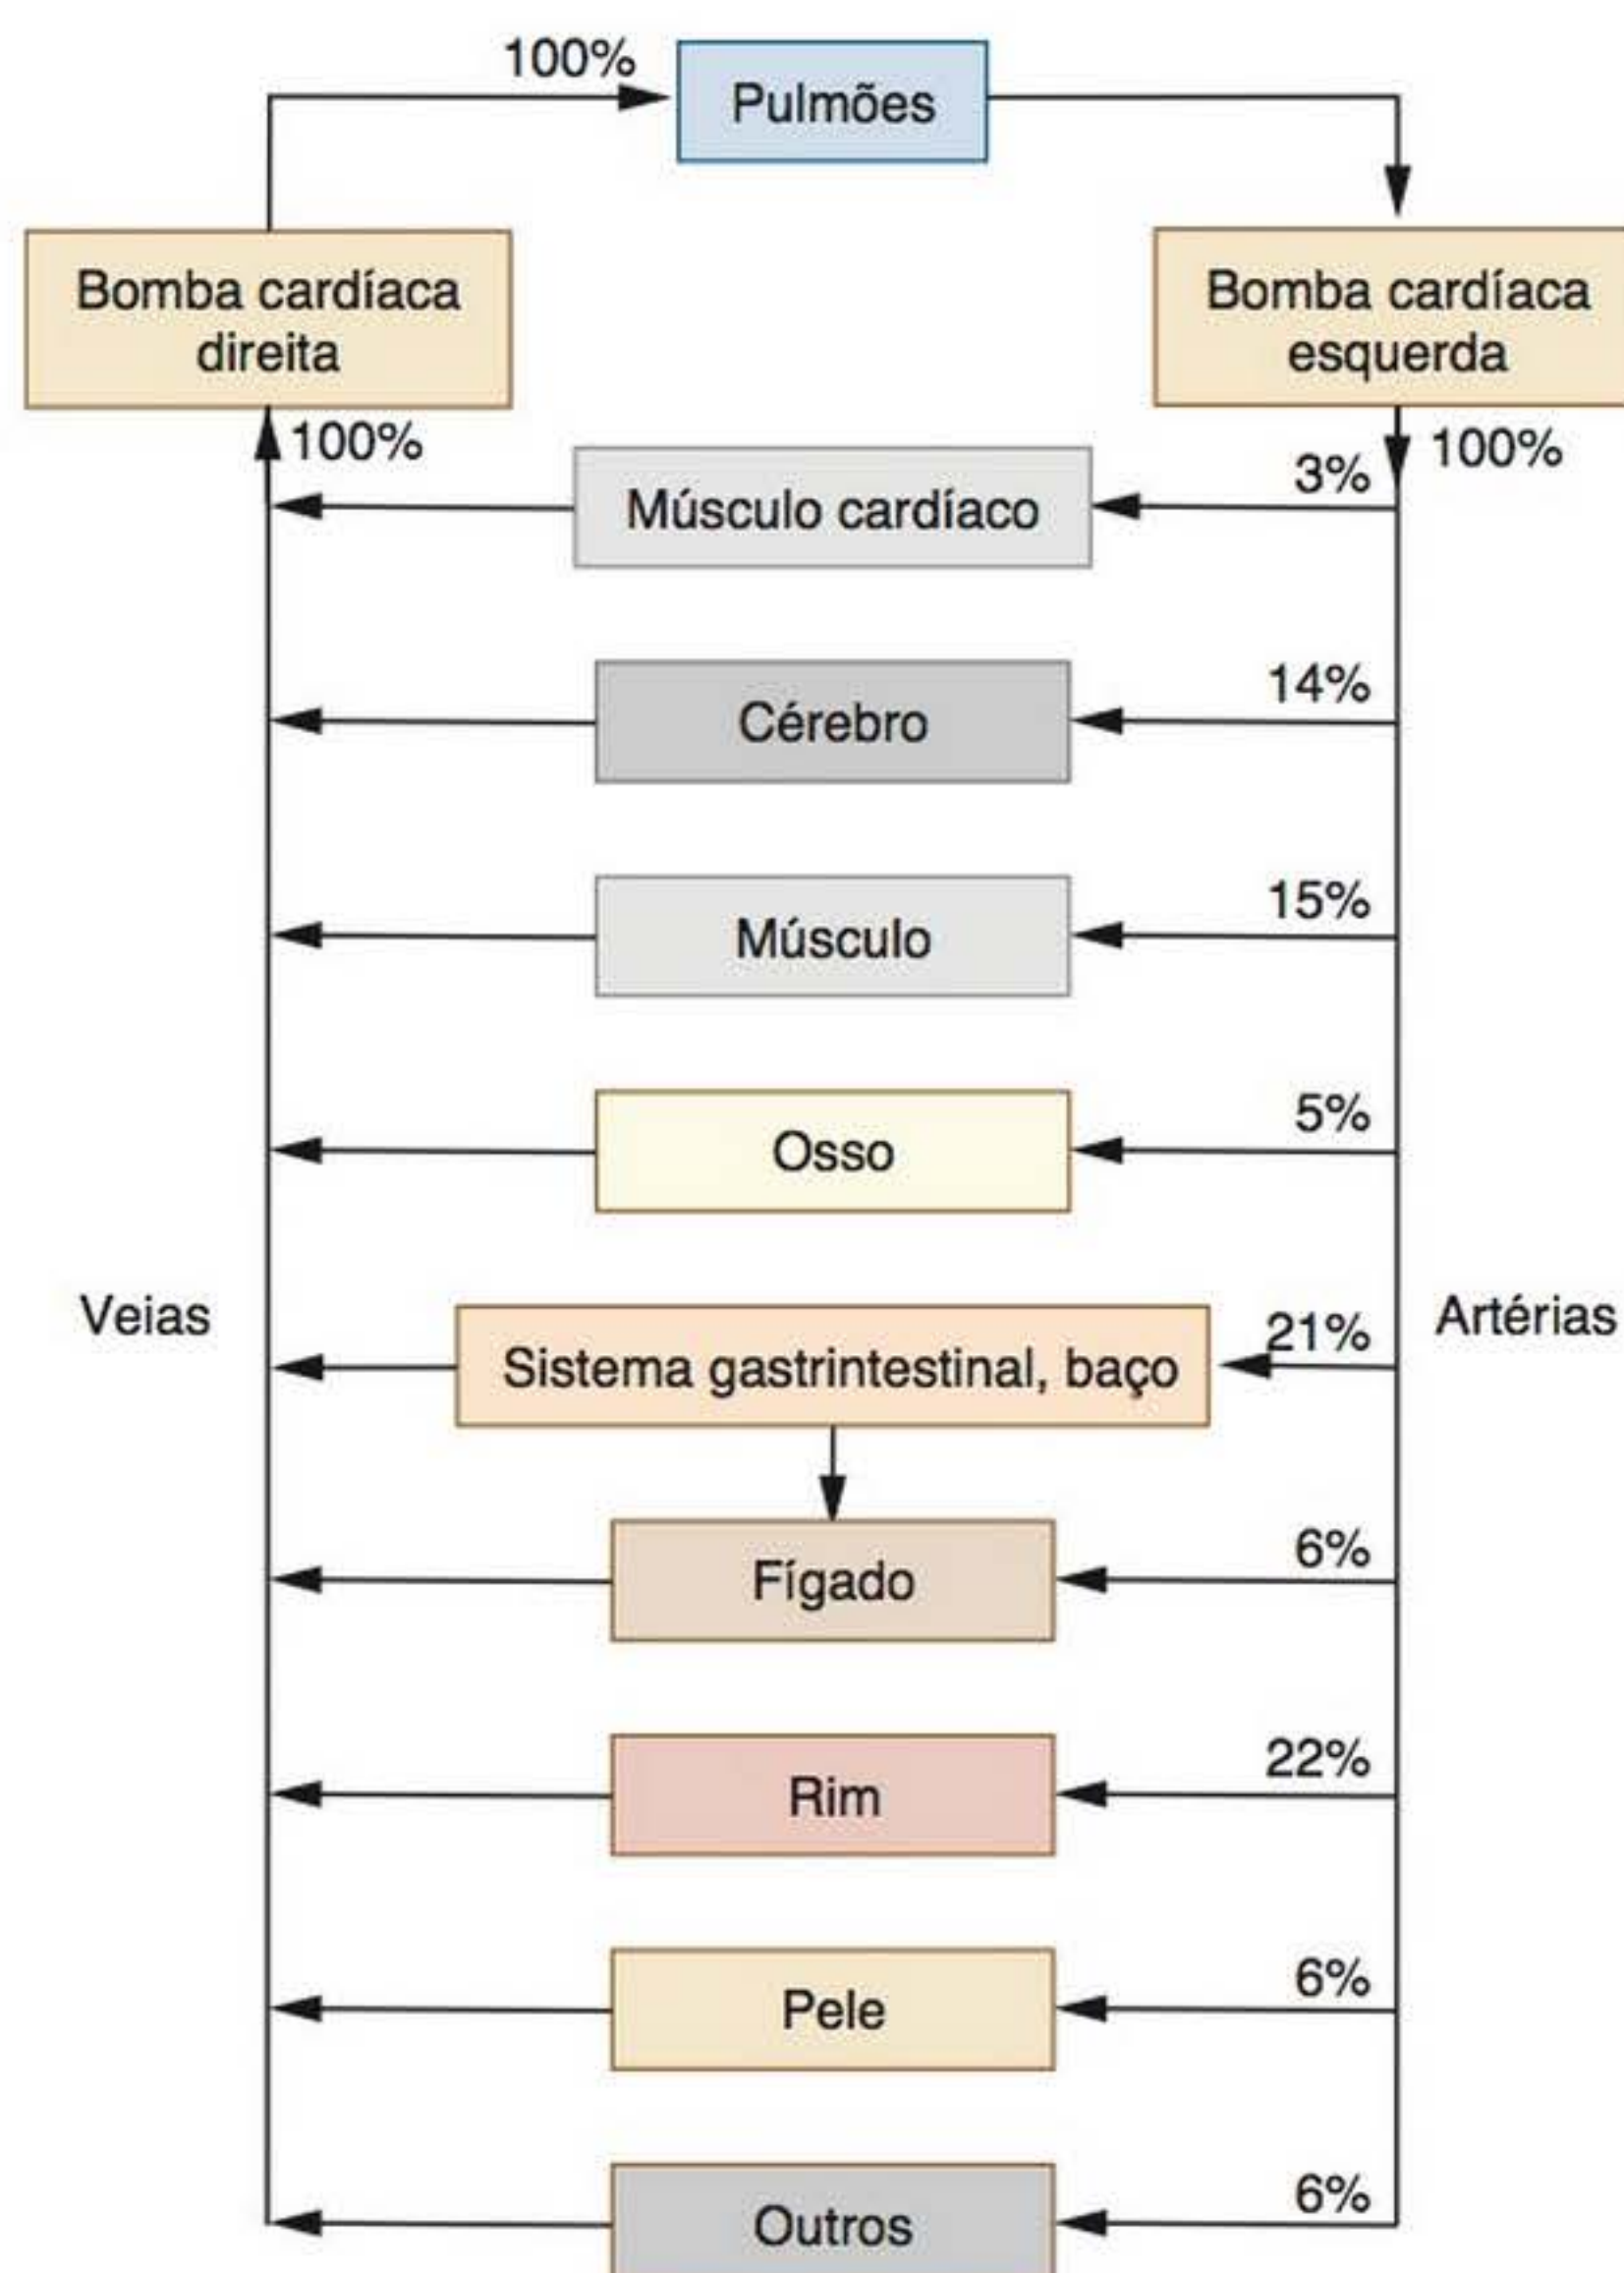 100%
Pulmões
Bomba cardíaca
direita
Bomba cardíaca
esquerda
100%
100%
3%
Músculo cardíaco
14%
Cérebro
15%
Músculo
5%
Osso
Veias
Artérias
21%
Sistema gastrintestinal, baço
6%
Fígado
22%
Rim
6%
Pele
6%
Outros